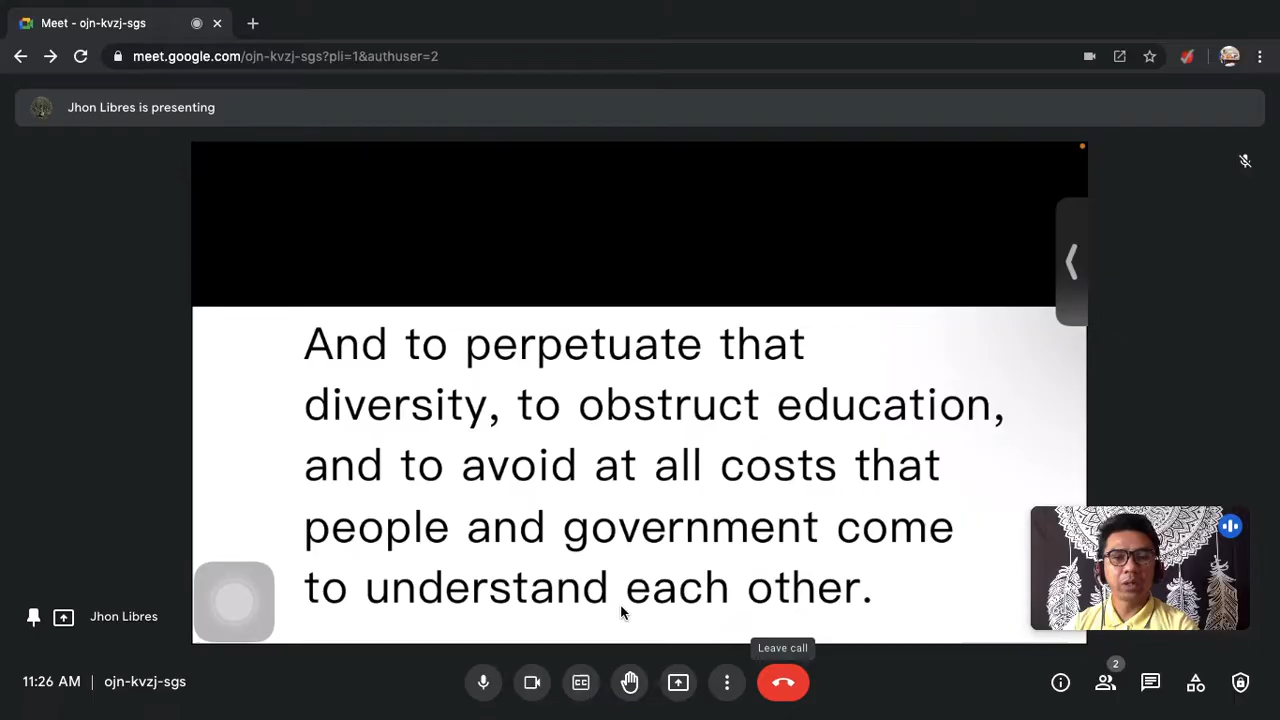 Meet - ojn-kvzj-sgs
meet.google.com/ojn-kvzj-sgs?pli=1&authuser=2
Jhon Libres is presenting
And to perpetuate that
diversity, to obstruct education,
and to avoid at all costs that
people and government come
to understand each other.
Jhon Libres
Leave call
11:26 AM | ojn-kvzj-sgs
CC
2